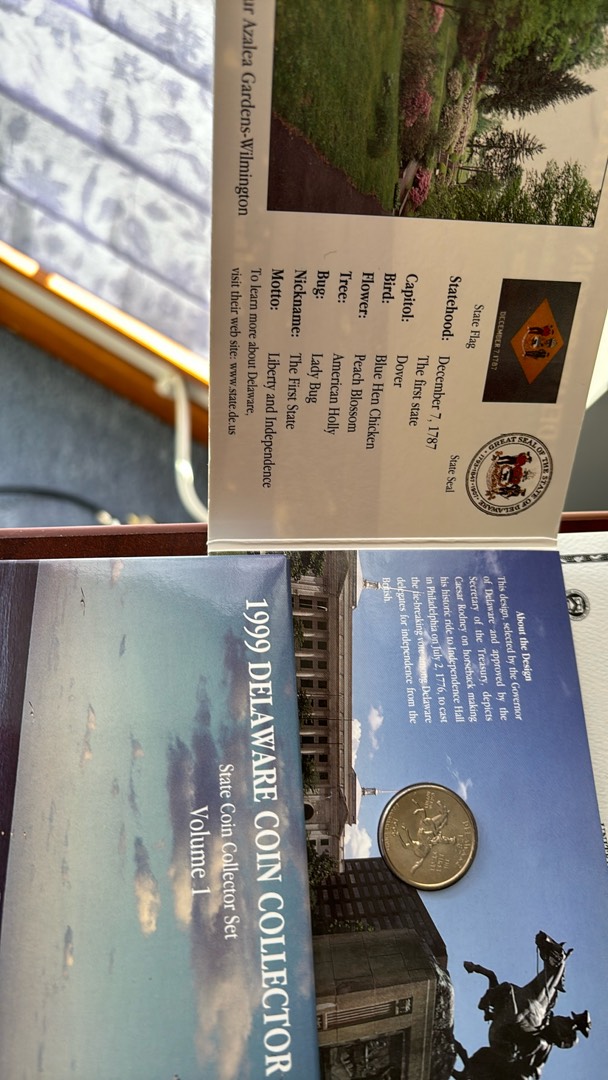 ur Azalea Gardens-Wilmington
State Flag
DECEMBER 7, 1787
State Seal
GREAT SEAL OF THE STATE OF DELAWARE
Statehood: December 7, 1787
The first state
Capitol: Dover
Bird: Blue Hen Chicken
Flower: Peach Blossom
Tree: American Holly
Bug: Lady Bug
Nickname: The First State
Motto: Liberty and Independence
To learn more about Delaware,
visit their web site: www.state.de.us
About the Design
This design, selected by the Governor
of Delaware and approved by the
Secretary of the Treasury, depicts
Caesar Rodney on horseback making
his historic ride to Independence Hall
in Philadelphia on July 2, 1776, to cast
the tie-breaking vote among Delaware
delegates for independence from the
British.
1999 DELAWARE COIN COLLECTOR
State Coin Collector Set
Volume 1